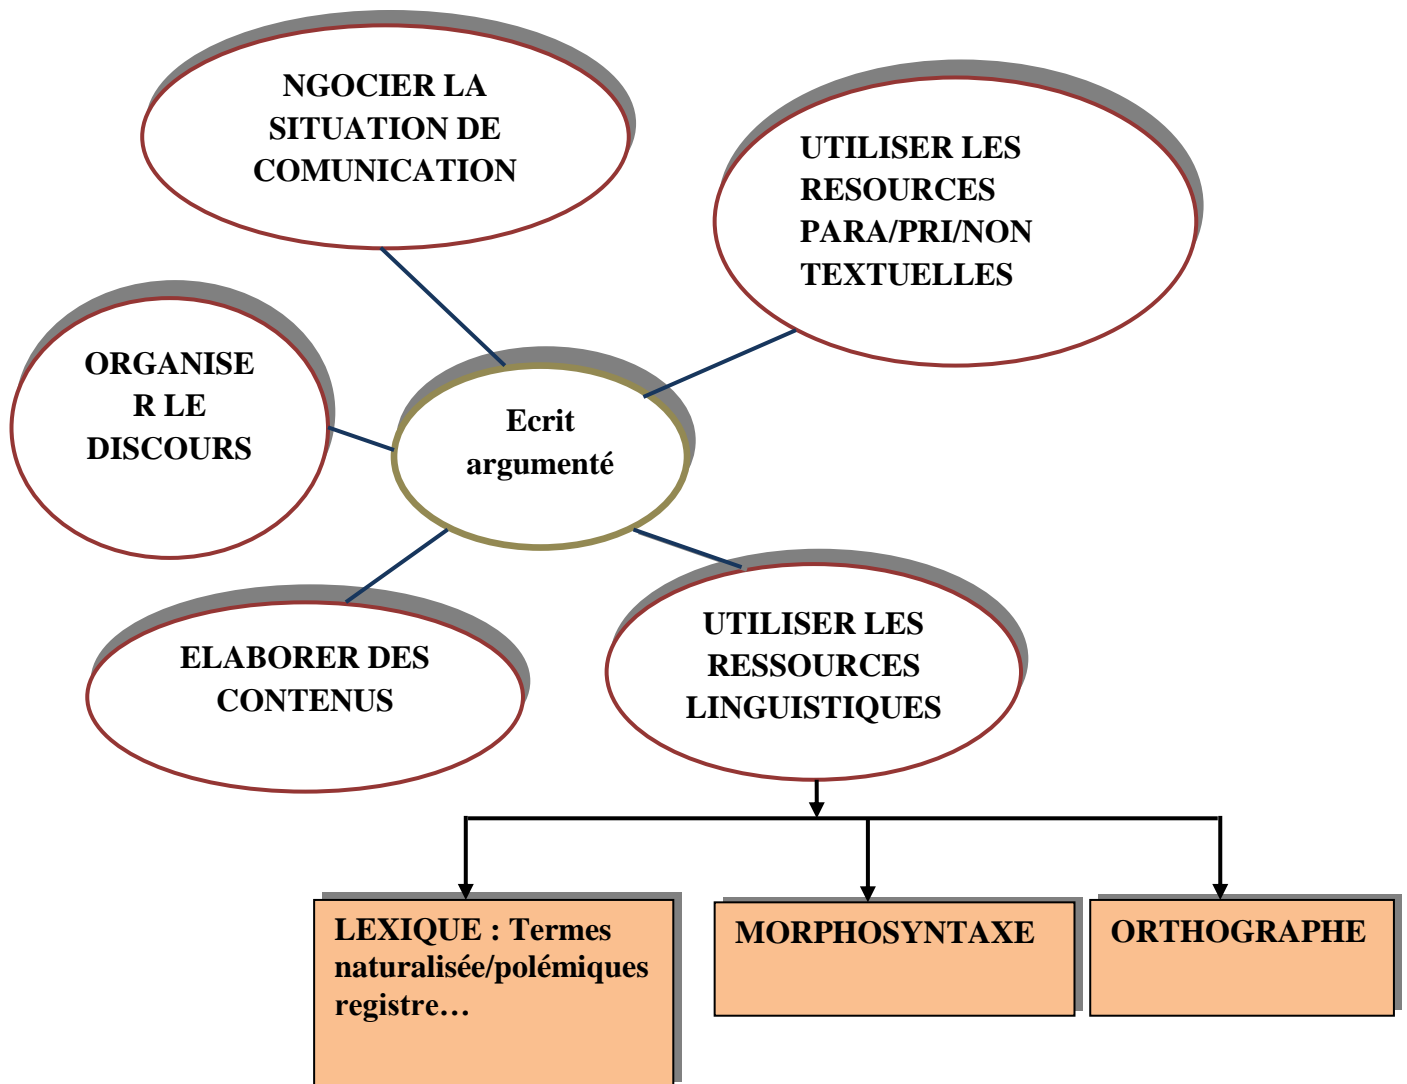 NGOCIER LA
SITUATION DE
COMUNICATION
UTILISER LES
RESOURCES
PARA/PRI/NON
TEXTUELLES
ORGANISE
R LE
DISCOURS
Ecrit
argumenté
ELABORER DES
CONTENUS
UTILISER LES
RESSOURCES
LINGUISTIQUES
LEXIQUE : Termes
naturalisée/polémiques
registre…
MORPHOSYNTAXE
ORTHOGRAPHE